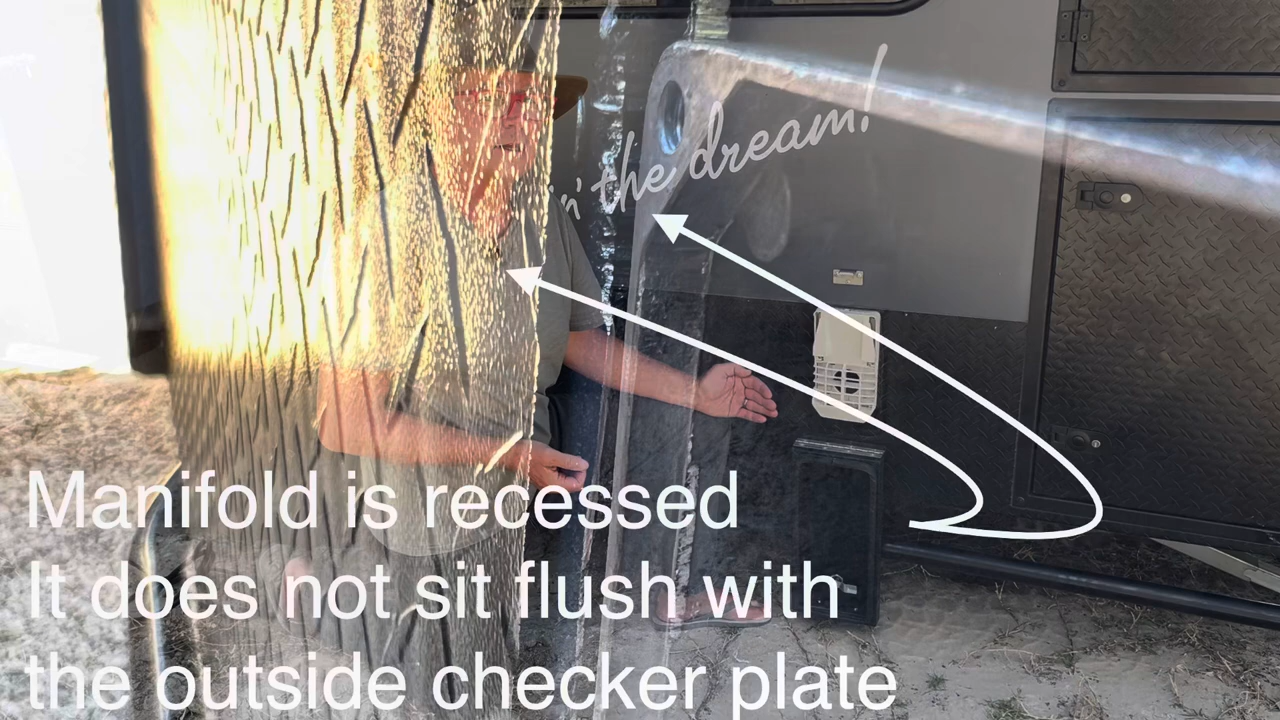 the dream!
Manifold is recessed
It does not sit flush with
the outside checker plate